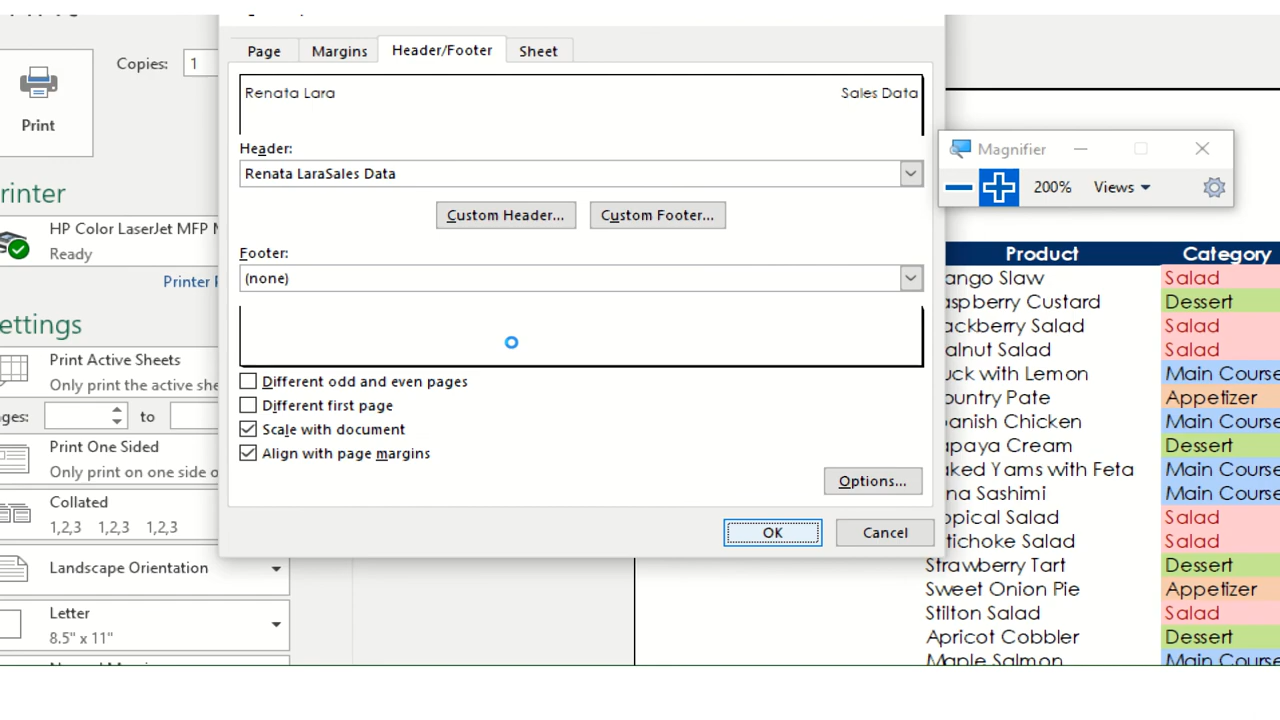 Copies: 1
Print
Printer
HP Color LaserJet MFP
Ready
Printer
Settings
Print Active Sheets
Only print the active she
to
Print One Sided
Only print on one side o
Collated
1,2,3 1,2,3 1,2,3
Landscape Orientation
Letter
8.5" x 11"
Page Margins Header/Footer Sheet
Renata Lara Sales Data
Header:
Renata LaraSales Data
Custom Header... Custom Footer...
Footer:
(none)
Different odd and even pages
Different first page
Scale with document
Align with page margins
Options...
OK Cancel
Magnifier
200% Views
Product Category
ango Slaw Salad
aspberry Custard Dessert
ackberry Salad Salad
alnut Salad Salad
uck with Lemon Main Course
ountry Pate Appetizer
anish Chicken Main Course
apaya Cream Dessert
aked Yams with Feta Main Course
na Sashimi Main Course
opical Salad Salad
tichoke Salad Salad
Strawberry Tart Dessert
Sweet Onion Pie Appetizer
Stilton Salad Salad
Apricot Cobbler Dessert
Maple Salmon Main Course